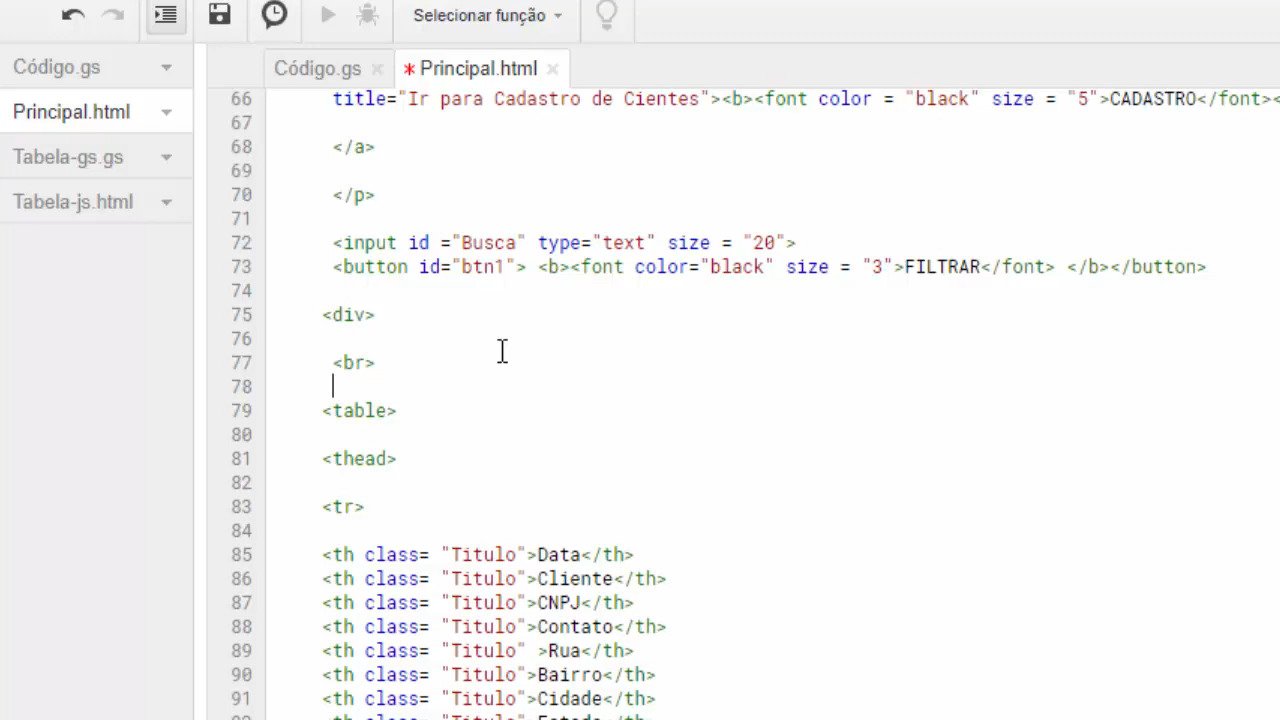 Selecionar função
Código.gs
Principal.html
Tabela-gs.gs
Tabela-js.html
Código.gs ×
* Principal.html ×
66 title="Ir para Cadastro de Cientes"><b><font color = "black" size = "5">CADASTRO</font><
67
68 </a>
69
70 </p>
71
72 <input id ="Busca" type="text" size = "20">
73 <button id="btn1"> <b><font color="black" size = "3">FILTRAR</font> </b></button>
74
75 <div>
76
77 <br>
78
79 <table>
80
81 <thead>
82
83 <tr>
84
85 <th class= "Titulo">Data</th>
86 <th class= "Titulo">Cliente</th>
87 <th class= "Titulo">CNPJ</th>
88 <th class= "Titulo">Contato</th>
89 <th class= "Titulo" >Rua</th>
90 <th class= "Titulo">Bairro</th>
91 <th class= "Titulo">Cidade</th>